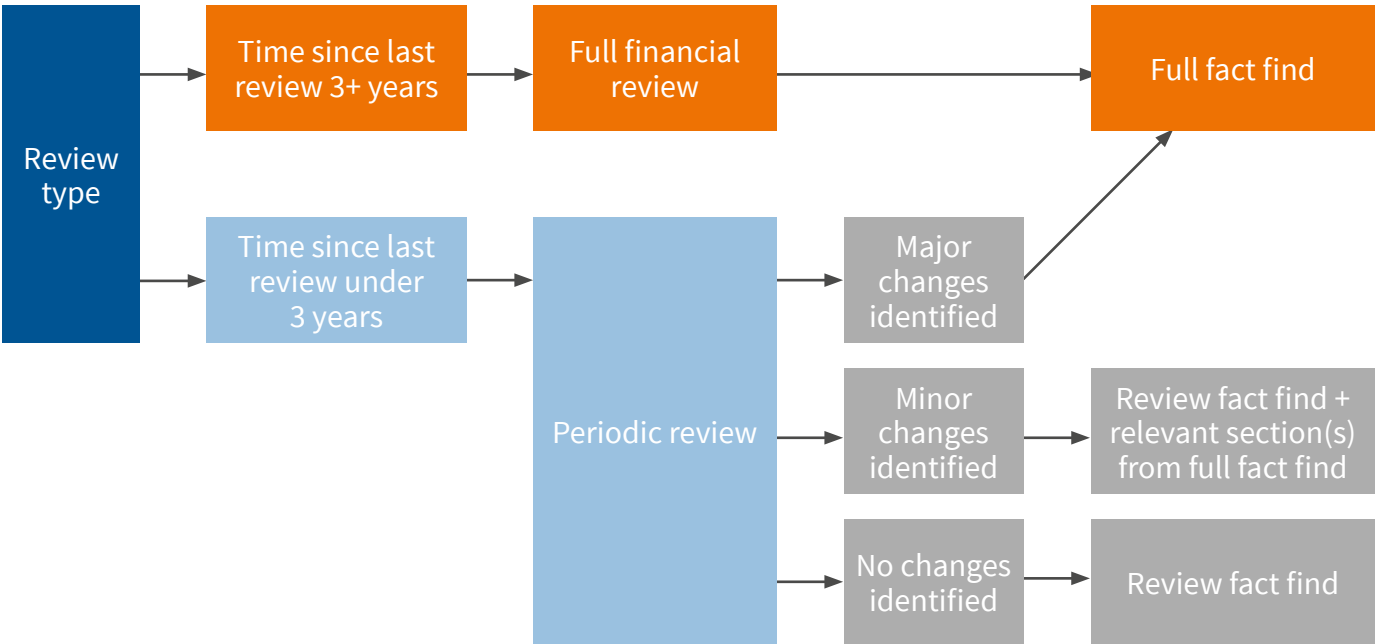 Review
type
Time since last
review 3+ years
Full financial
review
Full fact find
Time since last
review under
3 years
Periodic review
Major
changes
identified
Minor
changes
identified
Review fact find +
relevant section(s)
from full fact find
No changes
identified
Review fact find